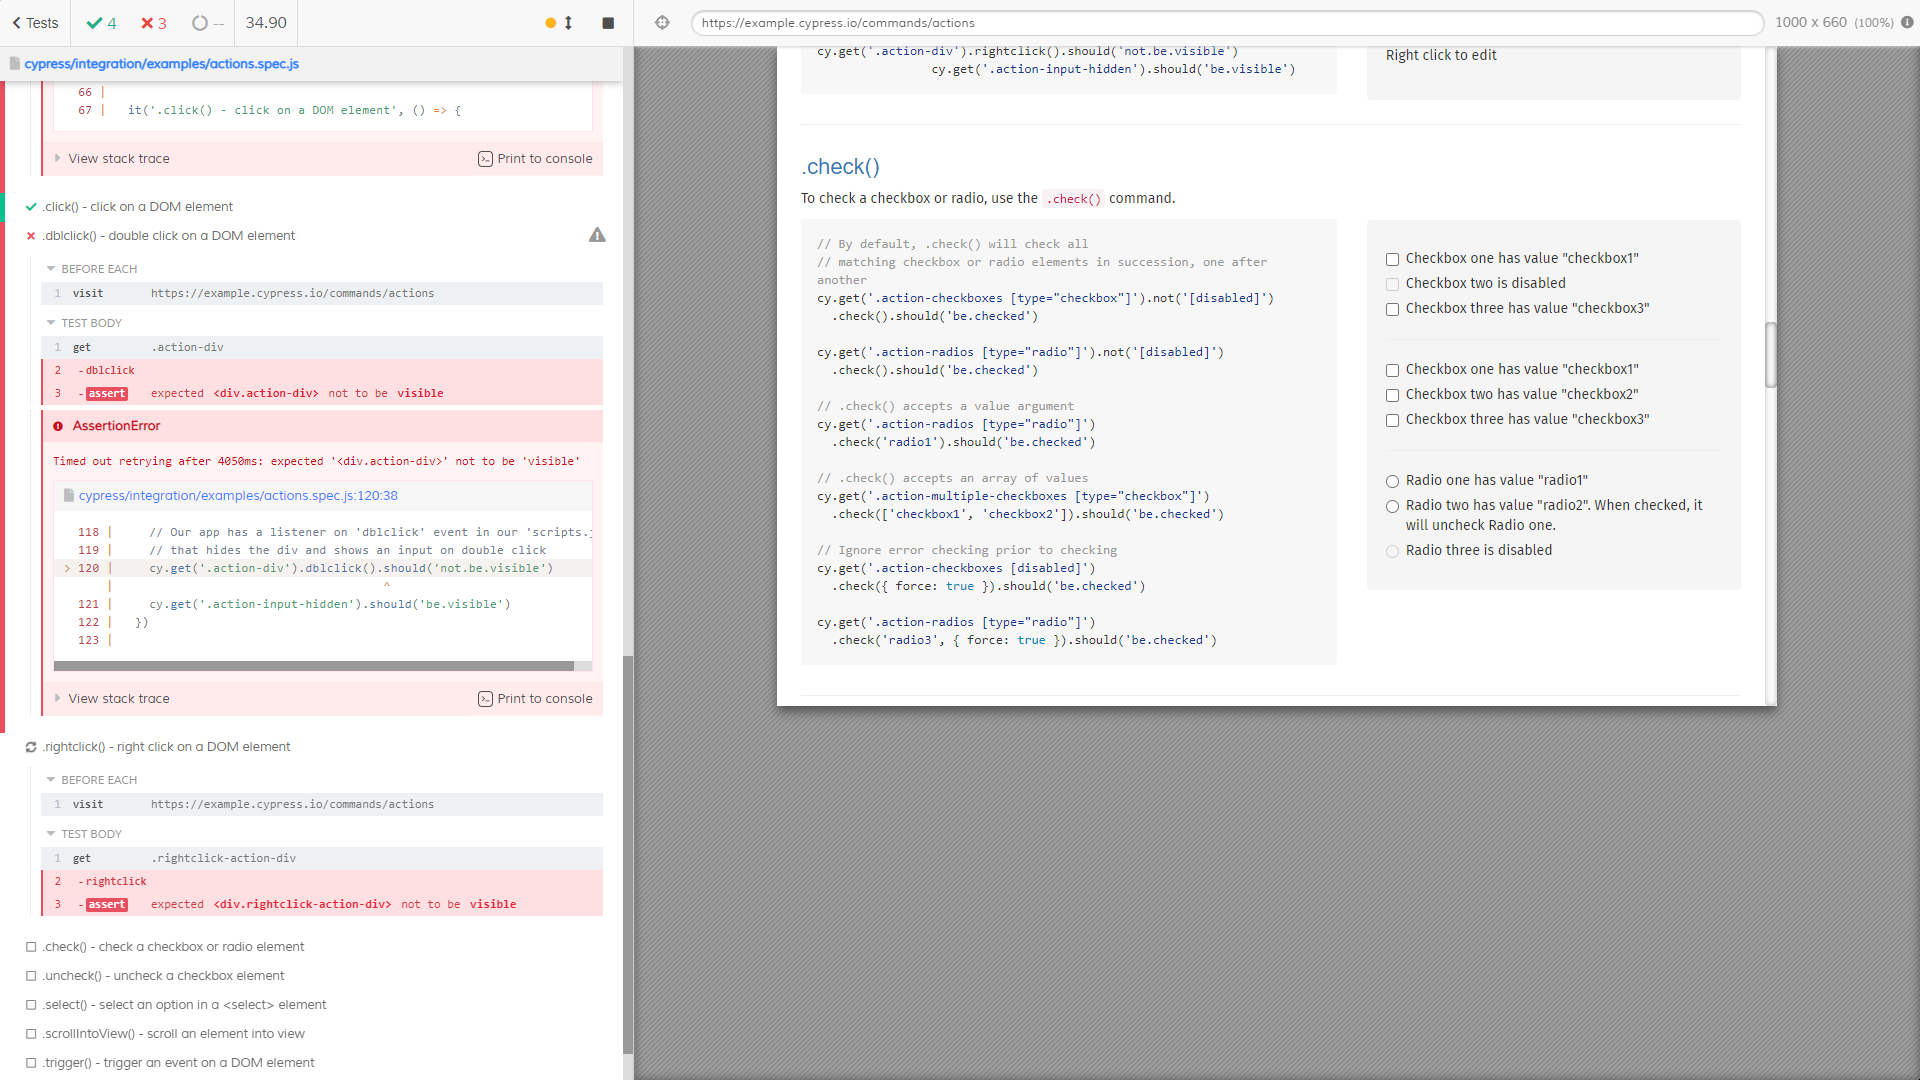 Tests
4
3
--
34.90
https://example.cypress.io/commands/actions
1000 x 660 (100%)
cypress/integration/examples/actions.spec.js
66 |
67 | it('.click() - click on a DOM element', () => {
View stack trace
Print to console
.click() - click on a DOM element
.dblclick() - double click on a DOM element
BEFORE EACH
1 visit https://example.cypress.io/commands/actions
TEST BODY
1 get .action-div
2 -dblclick
3 -assert expected <div.action-div> not to be visible
AssertionError
Timed out retrying after 4050ms: expected '<div.action-div>' not to be 'visible'
cypress/integration/examples/actions.spec.js:120:38
118 | // Our app has a listener on 'dblclick' event in our 'scripts.j
119 | // that hides the div and shows an input on double click
> 120 | cy.get('.action-div').dblclick().should('not.be.visible')
| ^
121 | cy.get('.action-input-hidden').should('be.visible')
122 | })
123 |
View stack trace
Print to console
.rightclick() - right click on a DOM element
BEFORE EACH
1 visit https://example.cypress.io/commands/actions
TEST BODY
1 get .rightclick-action-div
2 -rightclick
3 -assert expected <div.rightclick-action-div> not to be visible
.check() - check a checkbox or radio element
.uncheck() - uncheck a checkbox element
.select() - select an option in a <select> element
.scrollIntoView() - scroll an element into view
.trigger() - trigger an event on a DOM element
cy.get('.action-div').rightclick().should('not.be.visible')
cy.get('.action-input-hidden').should('be.visible')
Right click to edit
.check()
To check a checkbox or radio, use the .check() command.
// By default, .check() will check all
// matching checkbox or radio elements in succession, one after
another
cy.get('.action-checkboxes [type="checkbox"]').not('[disabled]')
.check().should('be.checked')
cy.get('.action-radios [type="radio"]').not('[disabled]')
.check().should('be.checked')
// .check() accepts a value argument
cy.get('.action-radios [type="radio"]')
.check('radio1').should('be.checked')
// .check() accepts an array of values
cy.get('.action-multiple-checkboxes [type="checkbox"]')
.check(['checkbox1', 'checkbox2']).should('be.checked')
// Ignore error checking prior to checking
cy.get('.action-checkboxes [disabled]')
.check({ force: true }).should('be.checked')
cy.get('.action-radios [type="radio"]')
.check('radio3', { force: true }).should('be.checked')
Checkbox one has value "checkbox1"
Checkbox two is disabled
Checkbox three has value "checkbox3"
Checkbox one has value "checkbox1"
Checkbox two has value "checkbox2"
Checkbox three has value "checkbox3"
Radio one has value "radio1"
Radio two has value "radio2". When checked, it
will uncheck Radio one.
Radio three is disabled